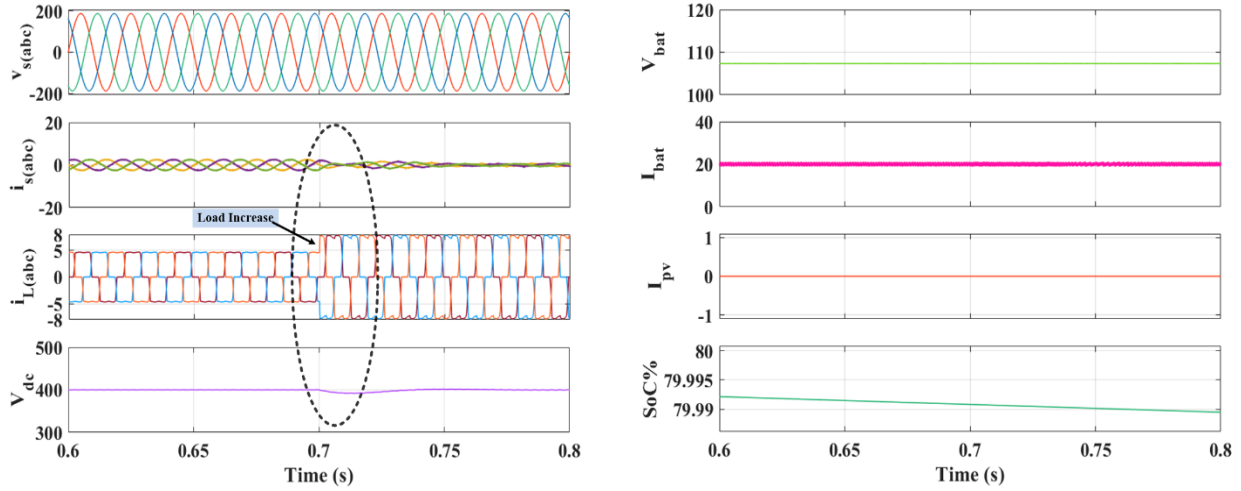 200
0
-200
v_s(abc)
20
0
-20
i_s(abc)
Load Increase
8
5
0
-5
-8
i_L(abc)
500
400
300
V_dc
0.6 0.65 0.7 0.75 0.8
Time (s)
120
110
100
V_bat
40
20
0
I_bat
1
0
-1
I_pv
80
79.995
79.99
SoC%
0.6 0.65 0.7 0.75 0.8
Time (s)